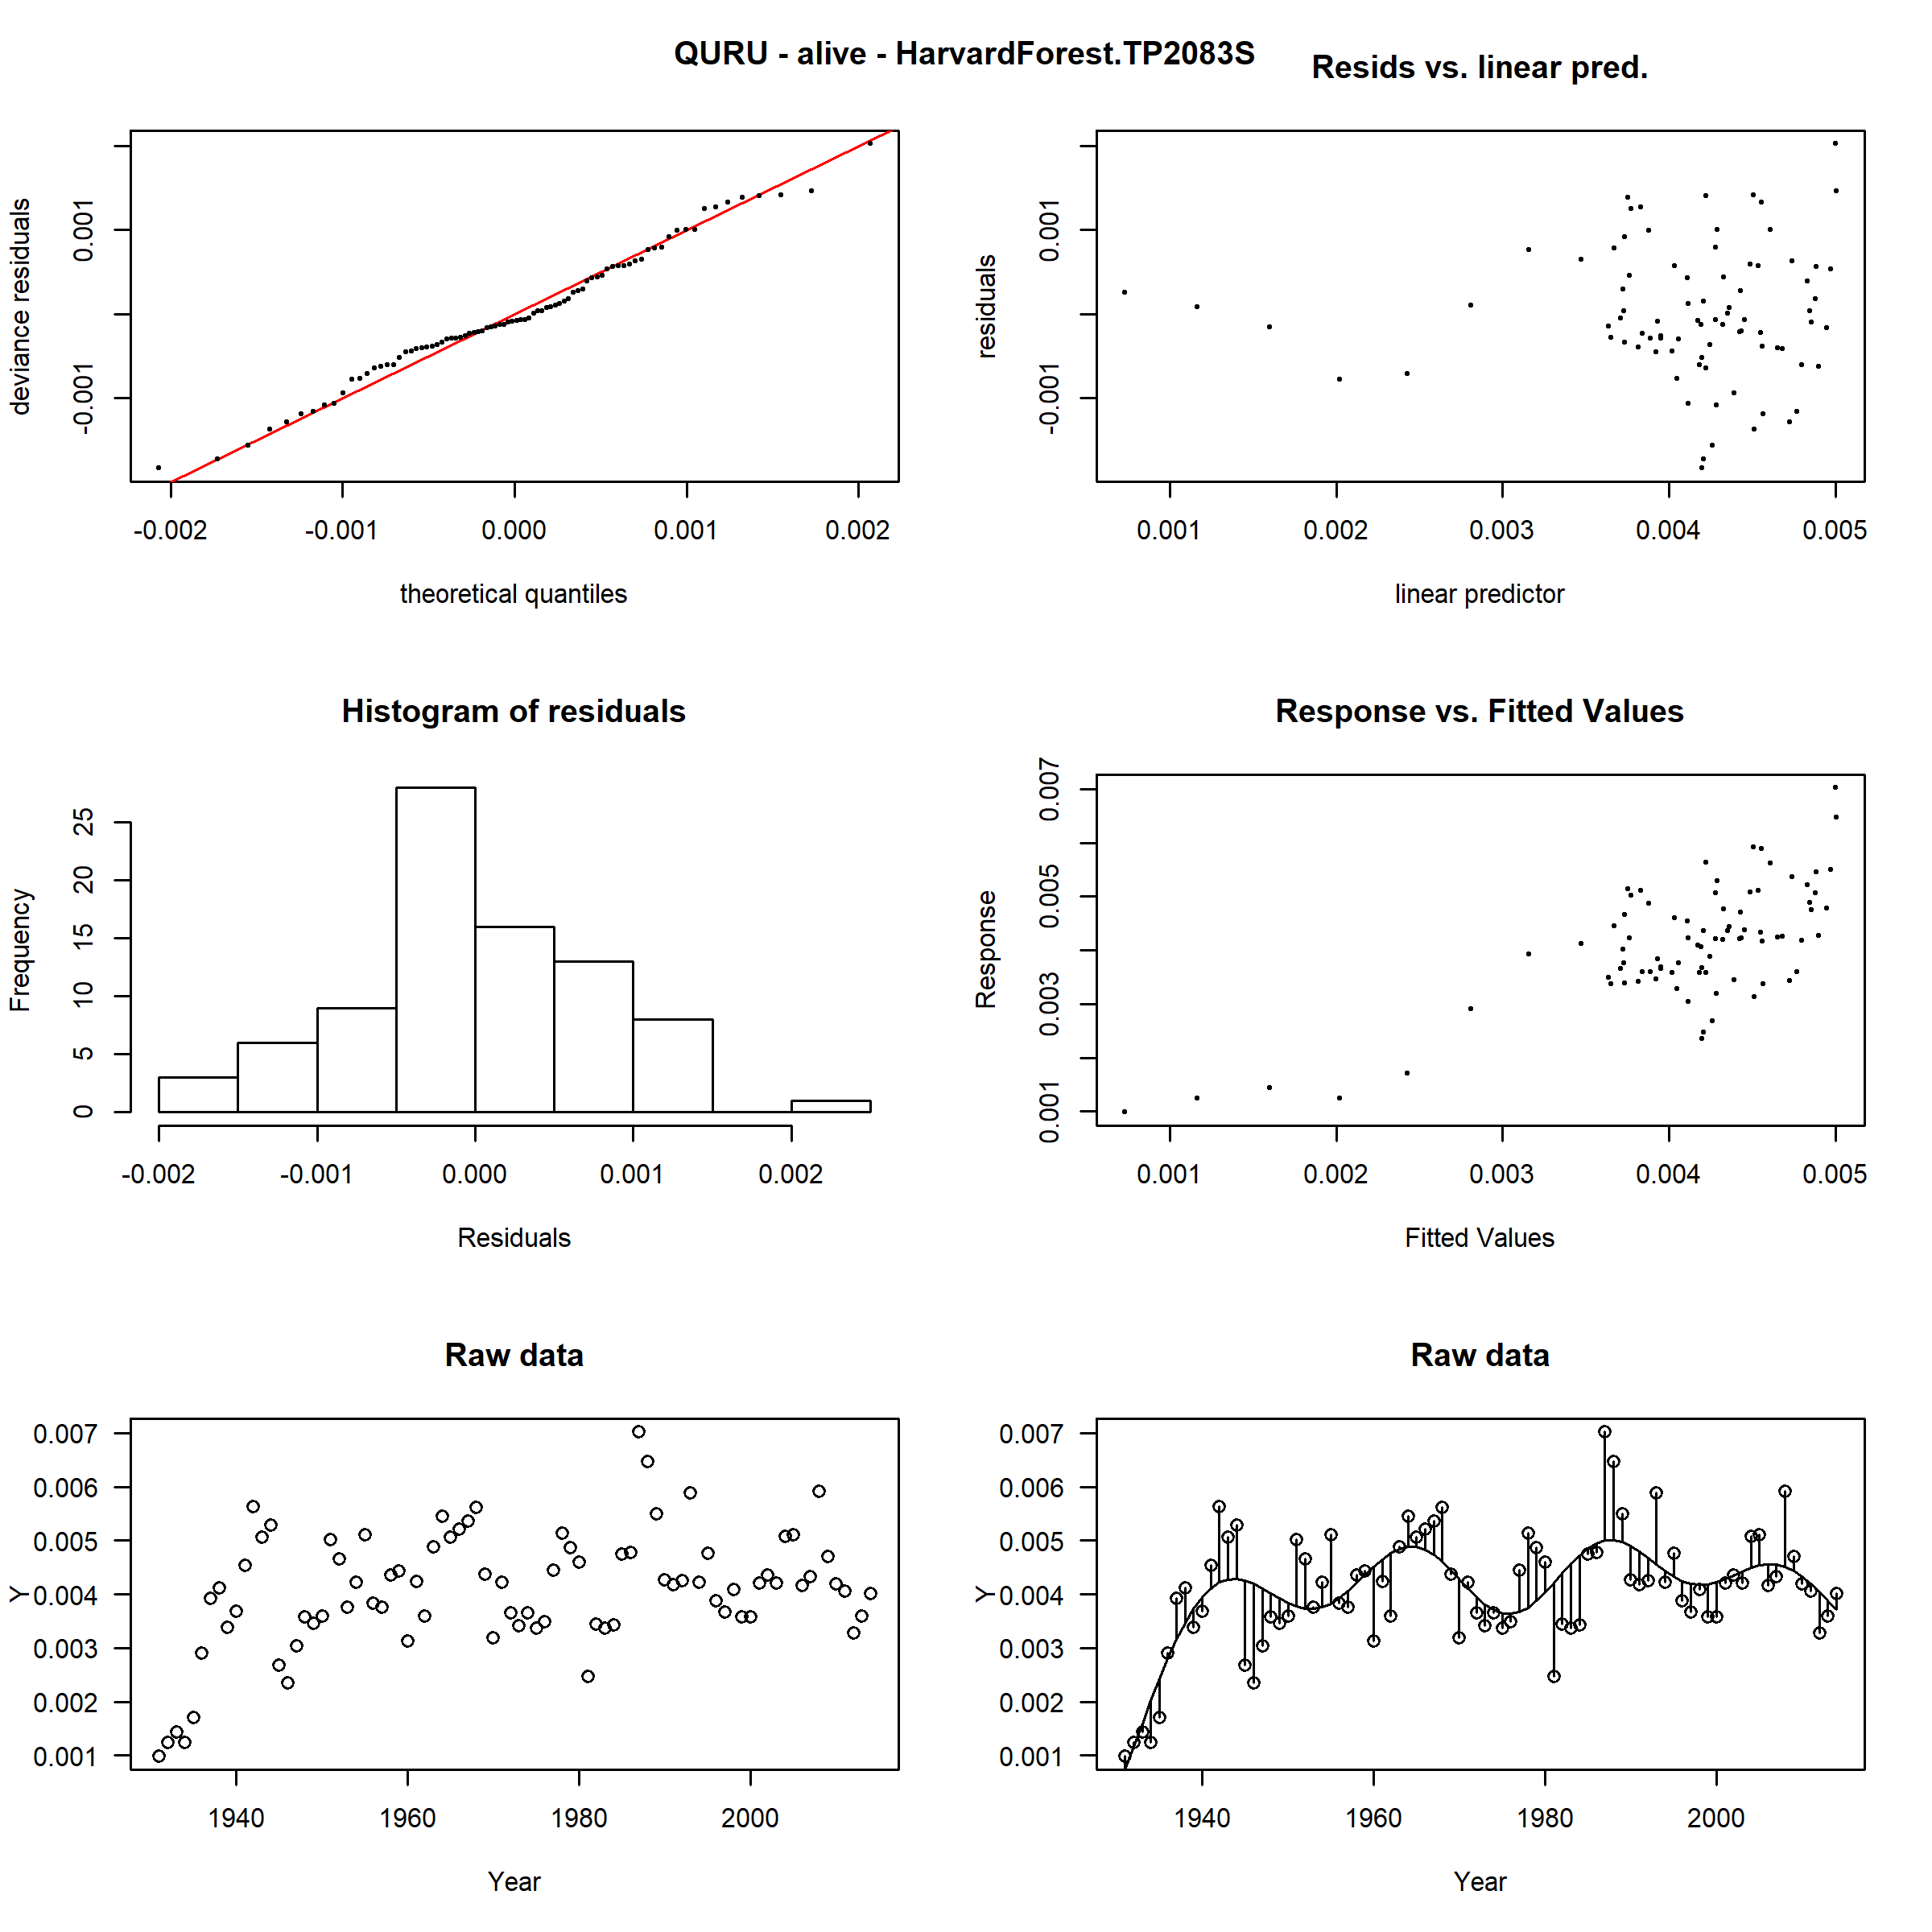 QURU - alive - HarvardForest.TP2083S
Resids vs. linear pred.
deviance residuals
-0.001 0.001
-0.002 -0.001 0.000 0.001 0.002
theoretical quantiles
residuals
-0.001 0.001
0.001 0.002 0.003 0.004 0.005
linear predictor
Histogram of residuals
Frequency
0 5 10 15 20 25
-0.002 -0.001 0.000 0.001 0.002
Residuals
Response vs. Fitted Values
Response
0.001 0.003 0.005 0.007
0.001 0.002 0.003 0.004 0.005
Fitted Values
Raw data
Y
0.007
0.006
0.005
0.004
0.003
0.002
0.001
1940 1960 1980 2000
Year
Raw data
Y
0.007
0.006
0.005
0.004
0.003
0.002
0.001
1940 1960 1980 2000
Year